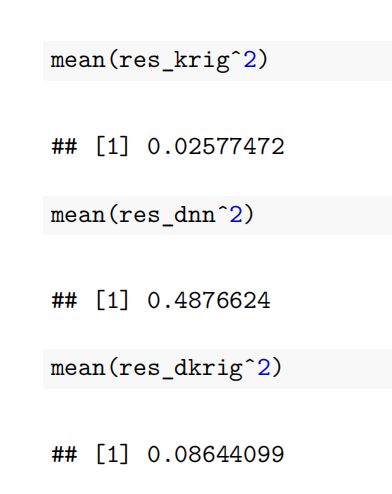 mean(res_krig^2)
## [1] 0.02577472
mean(res_dnn^2)
## [1] 0.4876624
mean(res_dkrig^2)
## [1] 0.08644099